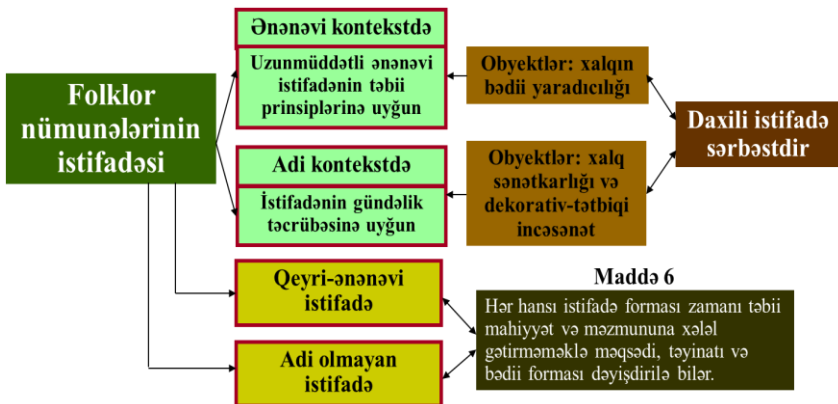 Folklor
nümunələrinin
istifadəsi
Ənənəvi kontekstdə
Uzunmüddətli ənənəvi
istifadənin təbii
prinsiplərinə uyğun
Obyektlər: xalqın
bədii yaradıcılığı
Daxili istifadə
sərbəstdir
Adi kontekstdə
İstifadənin gündəlik
təcrübəsinə uyğun
Obyektlər: xalq
sənətkarlığı və
dekorativ-tətbiqi
incəsənət
Qeyri-ənənəvi
istifadə
Adi olmayan
istifadə
Maddə 6
Hər hansı istifadə forması zamanı təbii
mahiyyət və məzmununa xələl
gətirməməklə məqsədi, təyinatı və
bədii forması dəyişdirilə bilər.